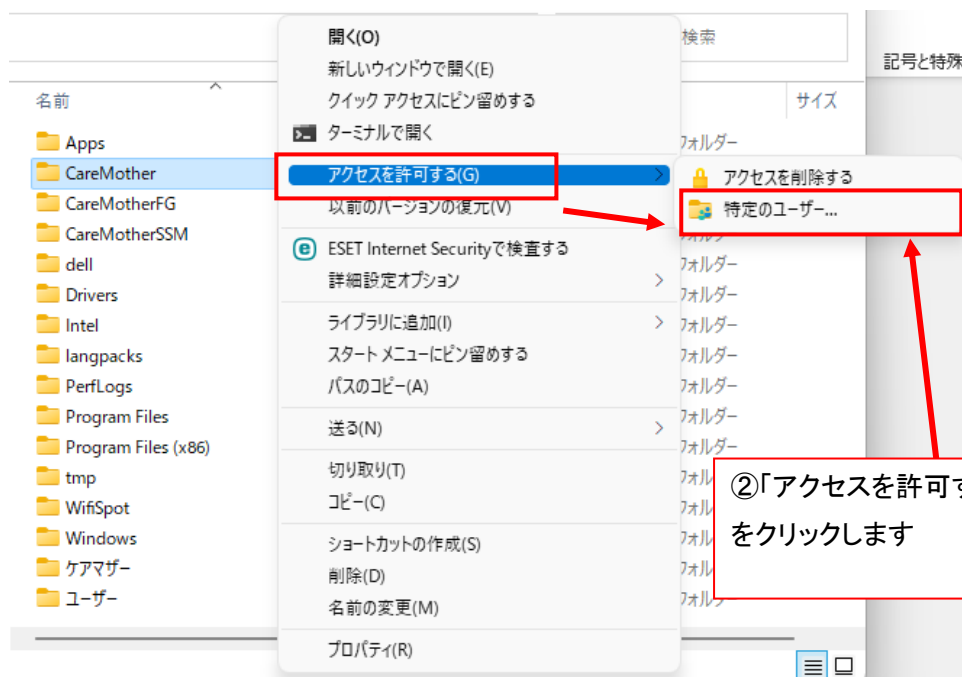 開く(O)
検索
新しいウィンドウで開く(E)
記号と特殊
クイック アクセスにピン留めする
名前
サイズ
ターミナルで開く
Apps
フォルダー
CareMother
アクセスを許可する(G)
アクセスを削除する
CareMotherFG
以前のバージョンの復元(V)
特定のユーザー...
CareMotherSSM
ESET Internet Securityで検査する
dell
フォルダー
詳細設定オプション
Drivers
フォルダー
ライブラリに追加(I)
Intel
フォルダー
スタート メニューにピン留めする
langpacks
フォルダー
パスのコピー(A)
PerfLogs
フォルダー
Program Files
フォルダー
送る(N)
Program Files (x86)
フォルダー
切り取り(T)
tmp
フォル
②「アクセスを許可す
コピー(C)
WifiSpot
フォル
をクリックします
Windows
フォル
ショートカットの作成(S)
ケアマザー
フォル
削除(D)
ユーザー
名前の変更(M)
プロパティ(R)